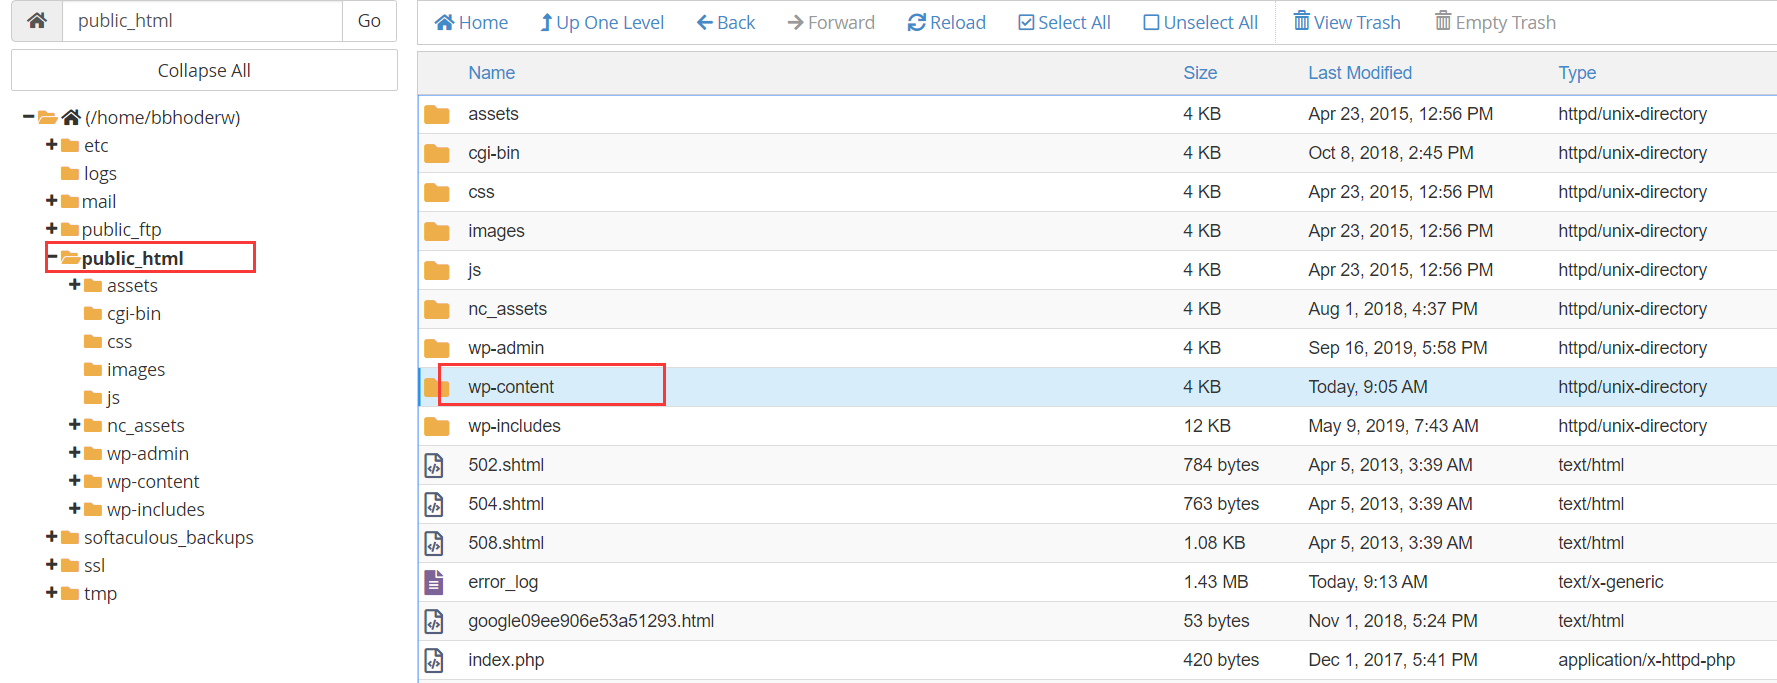 public_html Go
Collapse All
(/home/bbhoderw)
etc
logs
mail
public_ftp
public_html
assets
cgi-bin
css
images
js
nc_assets
wp-admin
wp-content
wp-includes
softaculous_backups
ssl
tmp
Home Up One Level Back Forward Reload Select All Unselect All View Trash Empty Trash
Name Size Last Modified Type
assets 4 KB Apr 23, 2015, 12:56 PM httpd/unix-directory
cgi-bin 4 KB Oct 8, 2018, 2:45 PM httpd/unix-directory
css 4 KB Apr 23, 2015, 12:56 PM httpd/unix-directory
images 4 KB Apr 23, 2015, 12:56 PM httpd/unix-directory
js 4 KB Apr 23, 2015, 12:56 PM httpd/unix-directory
nc_assets 4 KB Aug 1, 2018, 4:37 PM httpd/unix-directory
wp-admin 4 KB Sep 16, 2019, 5:58 PM httpd/unix-directory
wp-content 4 KB Today, 9:05 AM httpd/unix-directory
wp-includes 12 KB May 9, 2019, 7:43 AM httpd/unix-directory
502.shtml 784 bytes Apr 5, 2013, 3:39 AM text/html
504.shtml 763 bytes Apr 5, 2013, 3:39 AM text/html
508.shtml 1.08 KB Apr 5, 2013, 3:39 AM text/html
error_log 1.43 MB Today, 9:13 AM text/x-generic
google09ee906e53a51293.html 53 bytes Nov 1, 2018, 5:24 PM text/html
index.php 420 bytes Dec 1, 2017, 5:41 PM application/x-httpd-php